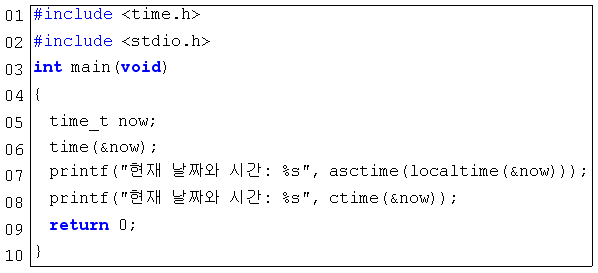 01 #include <time.h>
02 #include <stdio.h>
03 int main(void)
04 {
05 time_t now;
06 time(&now);
07 printf("현재 날짜와 시간: %s", asctime(localtime(&now)));
08 printf("현재 날짜와 시간: %s", ctime(&now));
09 return 0;
10 }